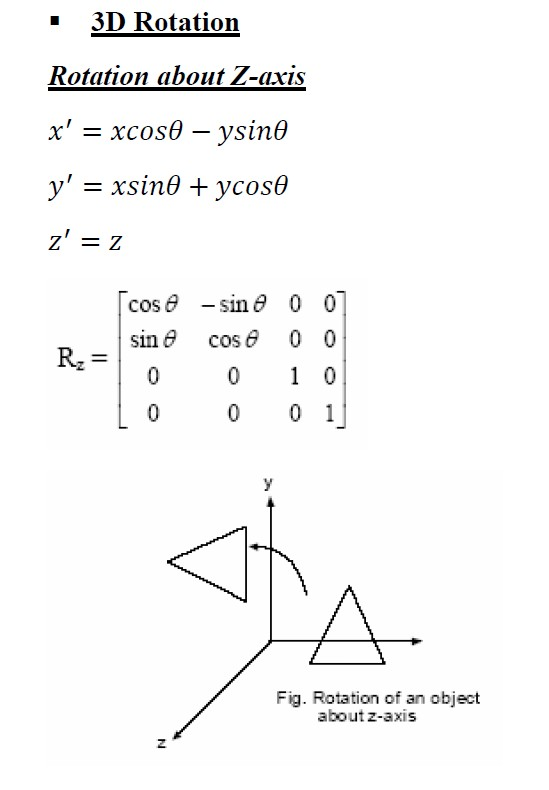 ▪ 3D Rotation
Rotation about Z-axis
x′ = xcosθ − ysinθ
y′ = xsinθ + ycosθ
z′ = z
R_z = [cos θ − sin θ 0 0
sin θ cos θ 0 0
0 0 1 0
0 0 0 1]
y
z
Fig. Rotation of an object
about z-axis